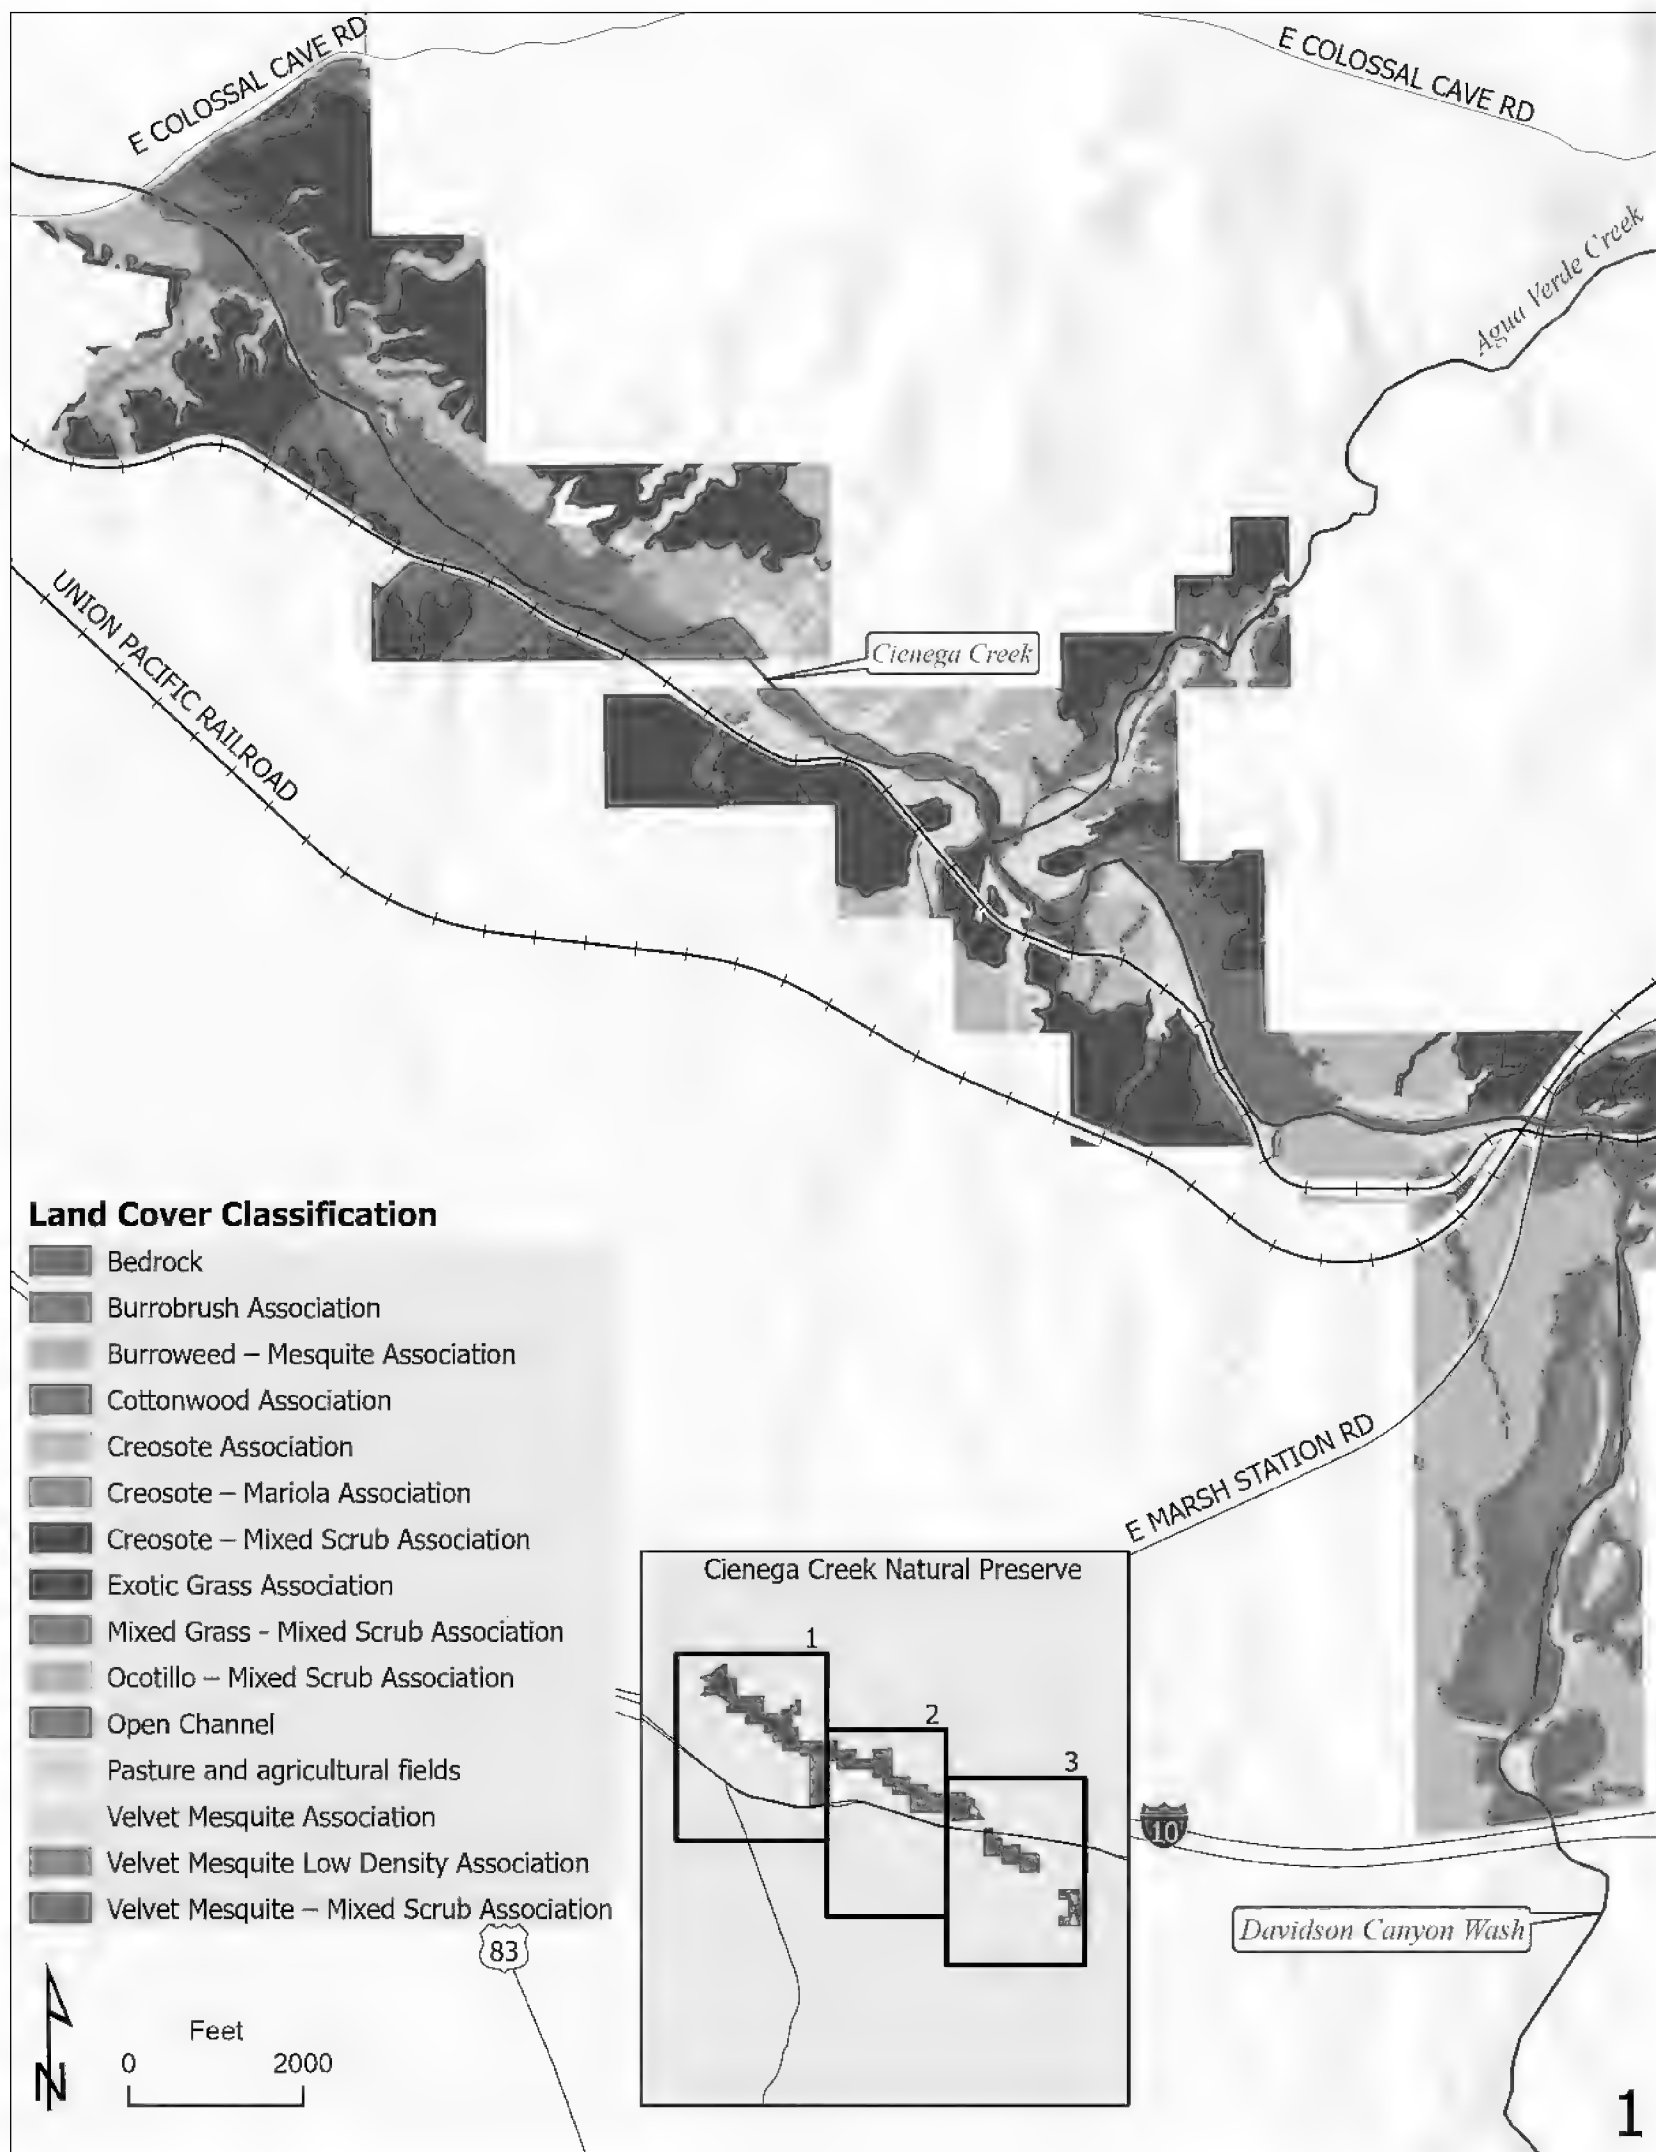 E COLOSSAL CAVE RD
E COLOSSAL CAVE RD
Agua Verde Creek
UNION PACIFIC RAILROAD
Cienega Creek
Land Cover Classification
Bedrock
Burrobrush Association
Burroweed – Mesquite Association
Cottonwood Association
Creosote Association
Creosote – Mariola Association
Creosote – Mixed Scrub Association
Exotic Grass Association
Mixed Grass - Mixed Scrub Association
Ocotillo – Mixed Scrub Association
Open Channel
Pasture and agricultural fields
Velvet Mesquite Association
Velvet Mesquite Low Density Association
Velvet Mesquite – Mixed Scrub Association
E MARSH STATION RD
Cienega Creek Natural Preserve
1
2
3
10
83
Davidson Canyon Wash
N
Feet
0 2000
1